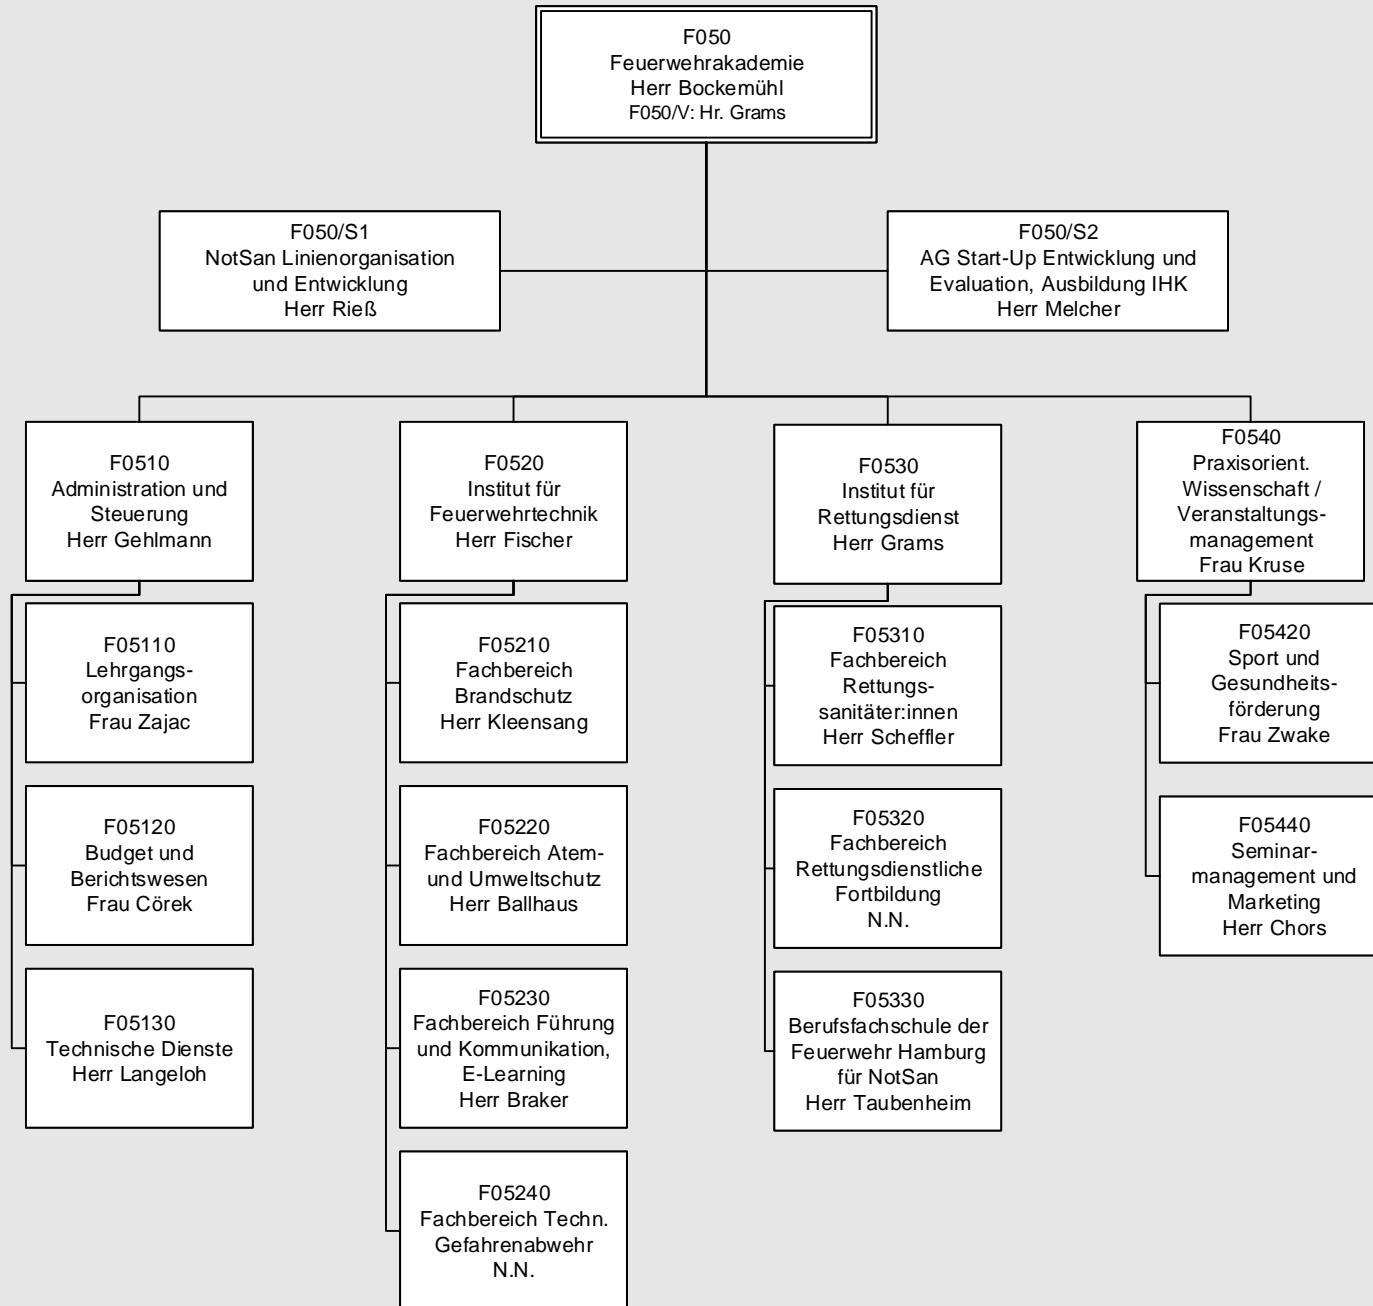 F050
Feuerwehrakademie
Herr Bockemühl
F050/V: Hr. Grams
F050/S1
NotSan Linienorganisation
und Entwicklung
Herr Rieß
F050/S2
AG Start-Up Entwicklung und
Evaluation, Ausbildung IHK
Herr Melcher
F0510
Administration und
Steuerung
Herr Gehlmann
F05110
Lehrgangs-
organisation
Frau Zajac
F05120
Budget und
Berichtswesen
Frau Cörek
F05130
Technische Dienste
Herr Langeloh
F0520
Institut für
Feuerwehrtechnik
Herr Fischer
F05210
Fachbereich
Brandschutz
Herr Kleensang
F05220
Fachbereich Atem-
und Umweltschutz
Herr Ballhaus
F05230
Fachbereich Führung
und Kommunikation,
E-Learning
Herr Braker
F05240
Fachbereich Techn.
Gefahrenabwehr
N.N.
F0530
Institut für
Rettungsdienst
Herr Grams
F05310
Fachbereich
Rettungs-
sanitäter:innen
Herr Scheffler
F05320
Fachbereich
Rettungsdienstliche
Fortbildung
N.N.
F05330
Berufsfachschule der
Feuerwehr Hamburg
für NotSan
Herr Taubenheim
F0540
Praxisorient.
Wissenschaft /
Veranstaltungs-
management
Frau Kruse
F05420
Sport und
Gesundheits-
förderung
Frau Zwake
F05440
Seminar-
management und
Marketing
Herr Chors